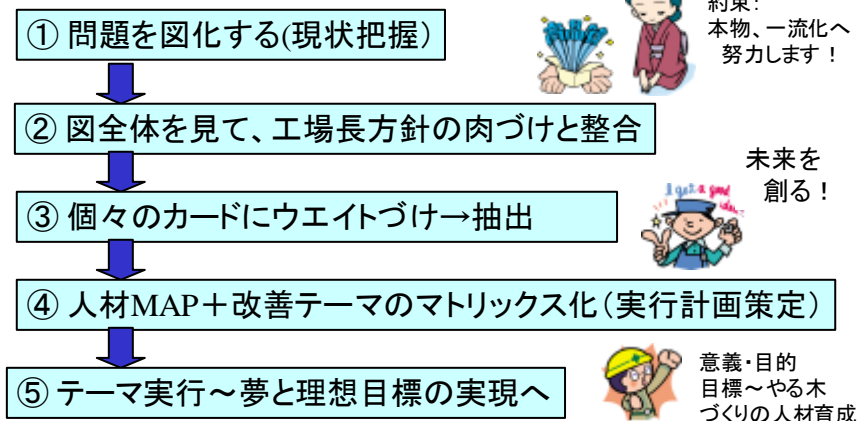 約束:
① 問題を図化する(現状把握)
本物、一流化へ
努力します！
② 図全体を見て、工場長方針の肉づけと整合
未来を
創る！
I get a good
idea
③ 個々のカードにウエイトづけ→抽出
④ 人材MAP＋改善テーマのマトリックス化（実行計画策定）
⑤ テーマ実行～夢と理想目標の実現へ
意義・目的
目標～やる木
づくりの人材育成